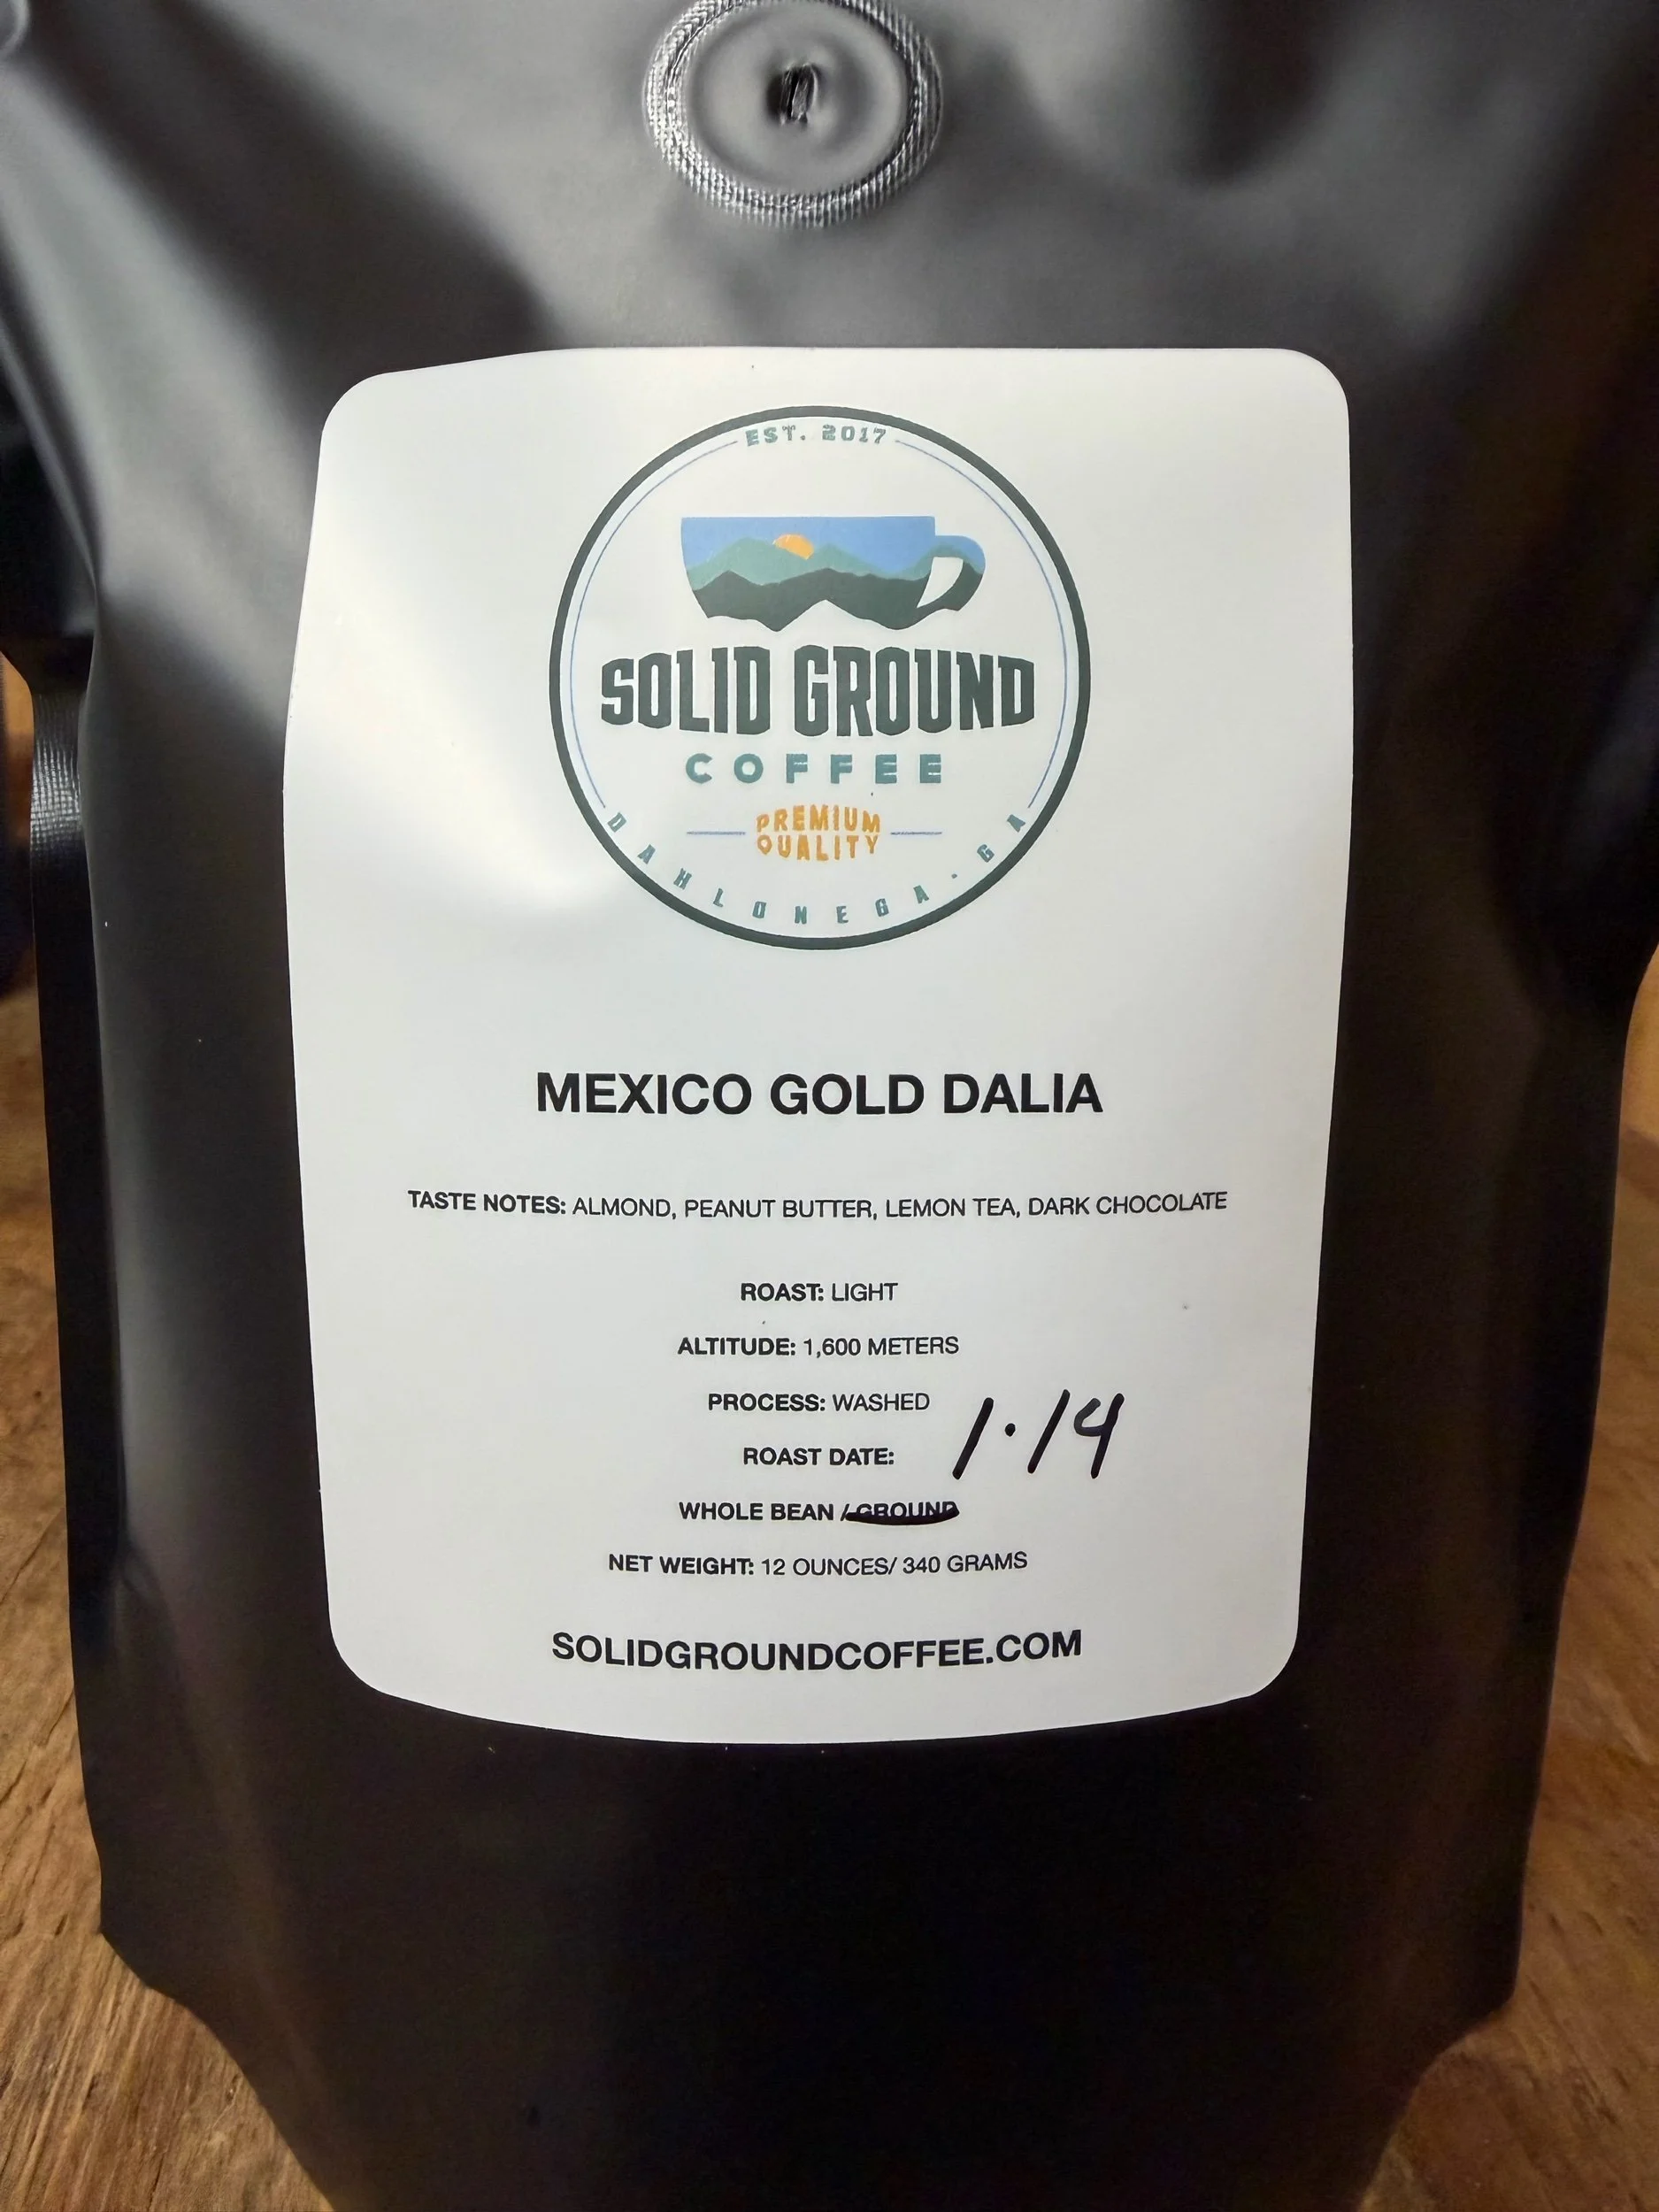 EST. 2017
SOLID GROUND
COFFEE
PREMIUM
QUALITY
DAHLONEGA · GA
MEXICO GOLD DALIA
TASTE NOTES: ALMOND, PEANUT BUTTER, LEMON TEA, DARK CHOCOLATE
ROAST: LIGHT
ALTITUDE: 1,600 METERS
PROCESS: WASHED
ROAST DATE: 1·14
WHOLE BEAN / GROUND
NET WEIGHT: 12 OUNCES/ 340 GRAMS
SOLIDGROUNDCOFFEE.COM